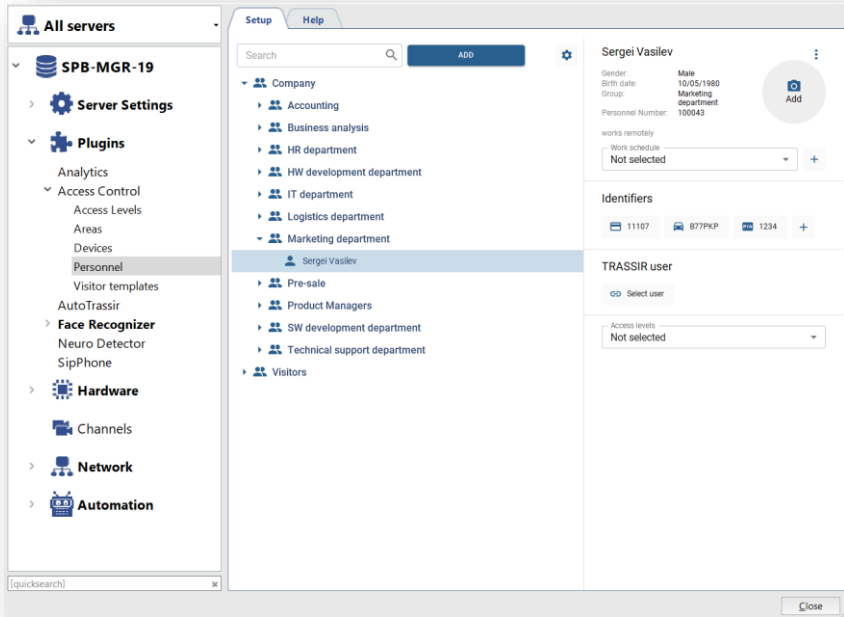 All servers
SPB-MGR-19
Server Settings
Plugins
Analytics
Access Control
Access Levels
Areas
Devices
Personnel
Visitor templates
AutoTrassir
Face Recognizer
Neuro Detector
SipPhone
Hardware
Channels
Network
Automation
[quicksearch]
Setup Help
Search ADD
Company
Accounting
Business analysis
HR department
HW development department
IT department
Logistics department
Marketing department
Sergei Vasilev
Pre-sale
Product Managers
SW development department
Technical support department
Visitors
Sergei Vasilev
Gender: Male
Birth date: 10/05/1980
Group: Marketing
department
Personnel Number: 100043
Add
works remotely
Work schedule
Not selected
Identifiers
11107 B77PKP PIN 1234
TRASSIR user
Select user
Access levels
Not selected
Close